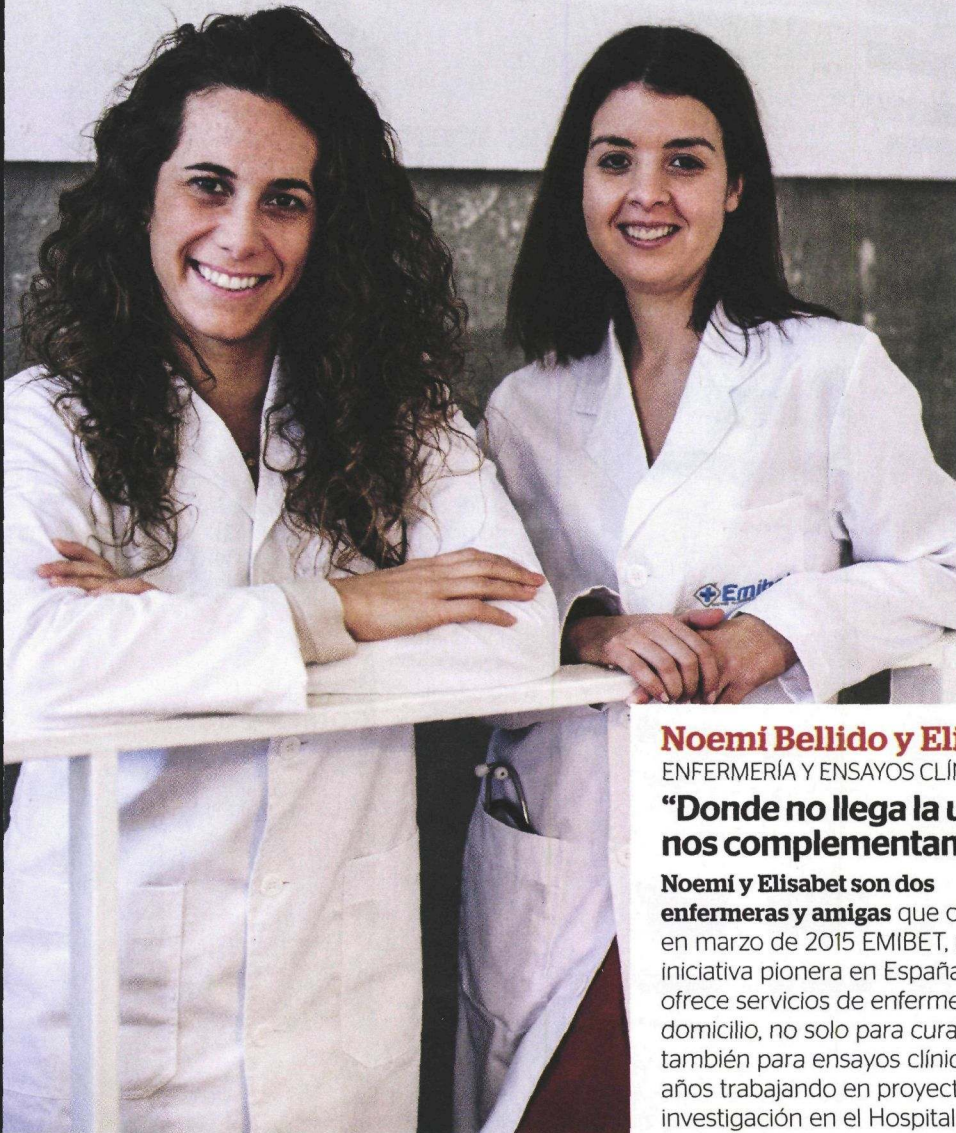 Noemí Bellido y Eli
ENFERMERÍA Y ENSAYOS CLÍN
“Donde no llega la u
nos complementan
Noemí y Elisabet son dos
enfermeras y amigas que c
en marzo de 2015 EMIBET,
iniciativa pionera en España
ofrece servicios de enferme
domicilio, no solo para cura
también para ensayos clínic
años trabajando en proyect
investigación en el Hospital